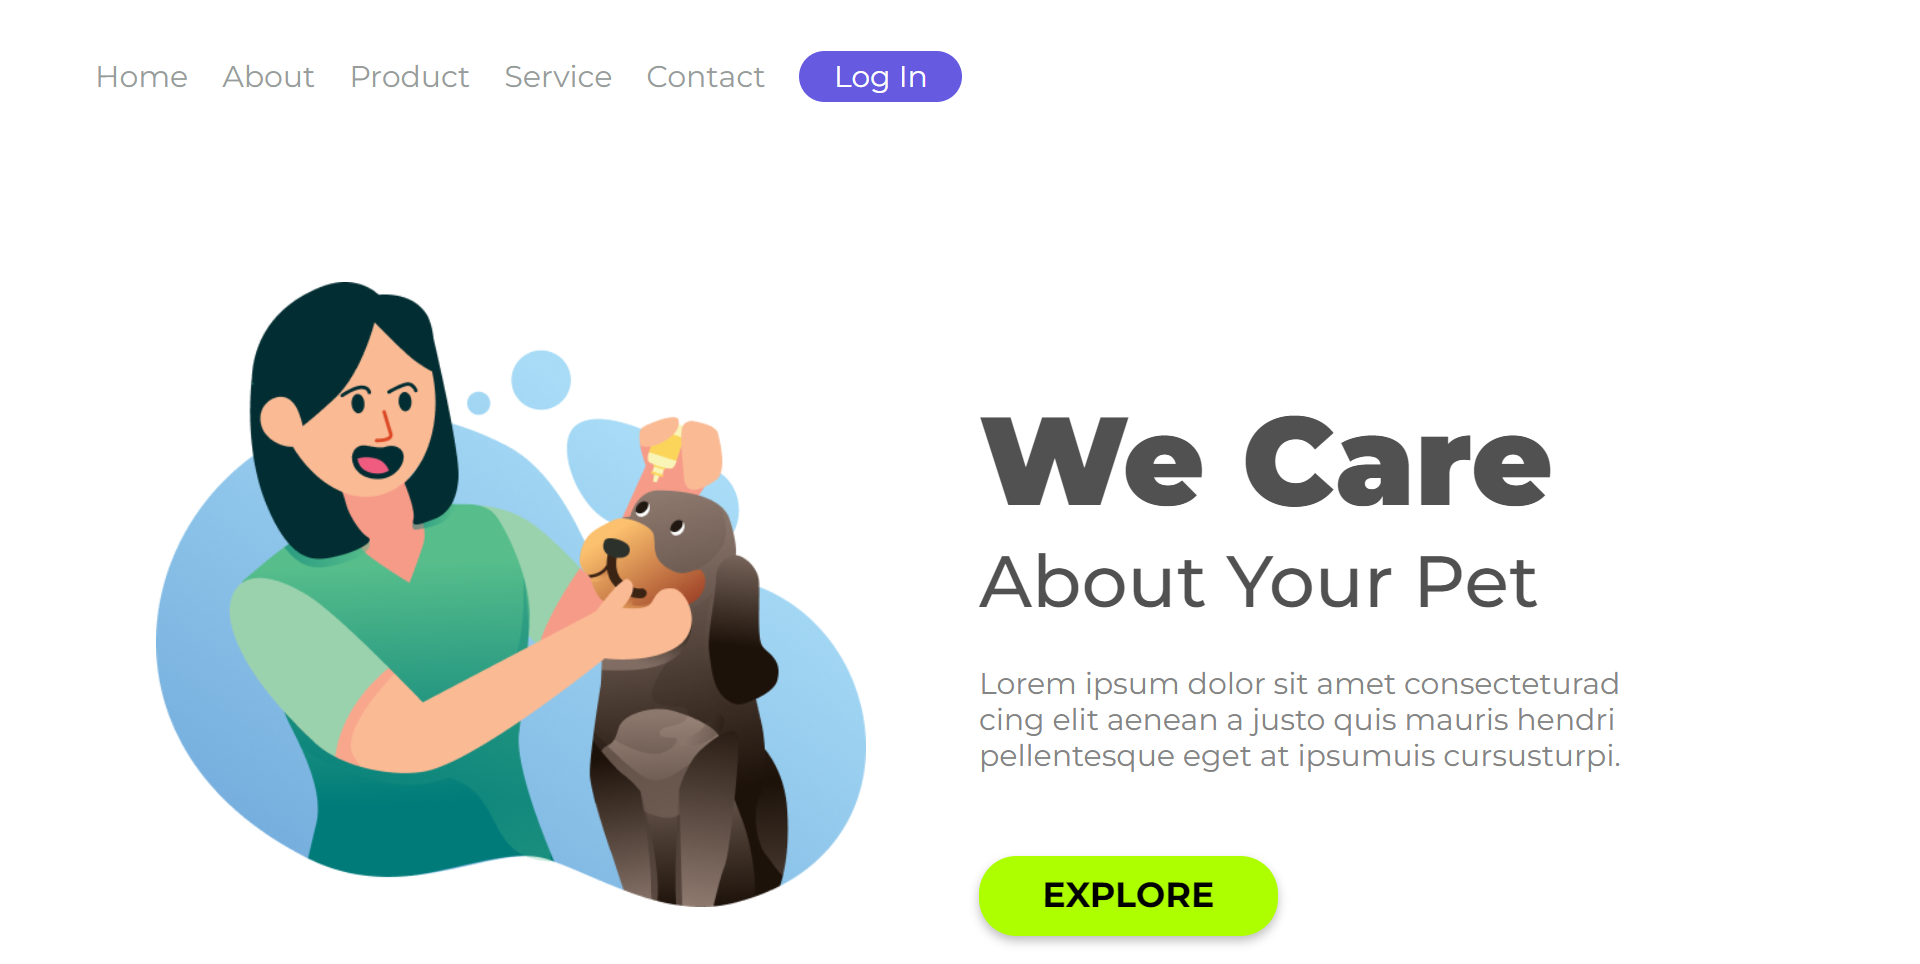 Home About Product Service Contact Log In
We Care
About Your Pet
Lorem ipsum dolor sit amet consecteturad
cing elit aenean a justo quis mauris hendri
pellentesque eget at ipsumuis cursusturpi.
EXPLORE